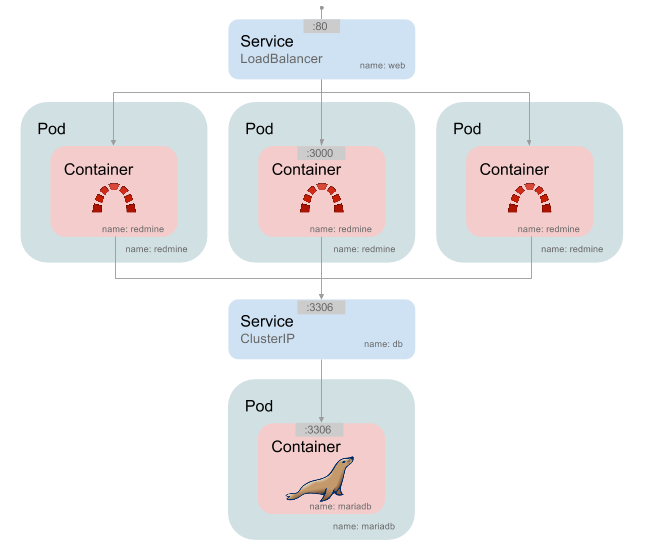 :80
Service
LoadBalancer
name: web
Pod
Container
name: redmine
name: redmine
Pod
:3000
Container
name: redmine
name: redmine
Pod
Container
name: redmine
name: redmine
:3306
Service
ClusterIP
name: db
Pod
:3306
Container
name: mariadb
name: mariadb